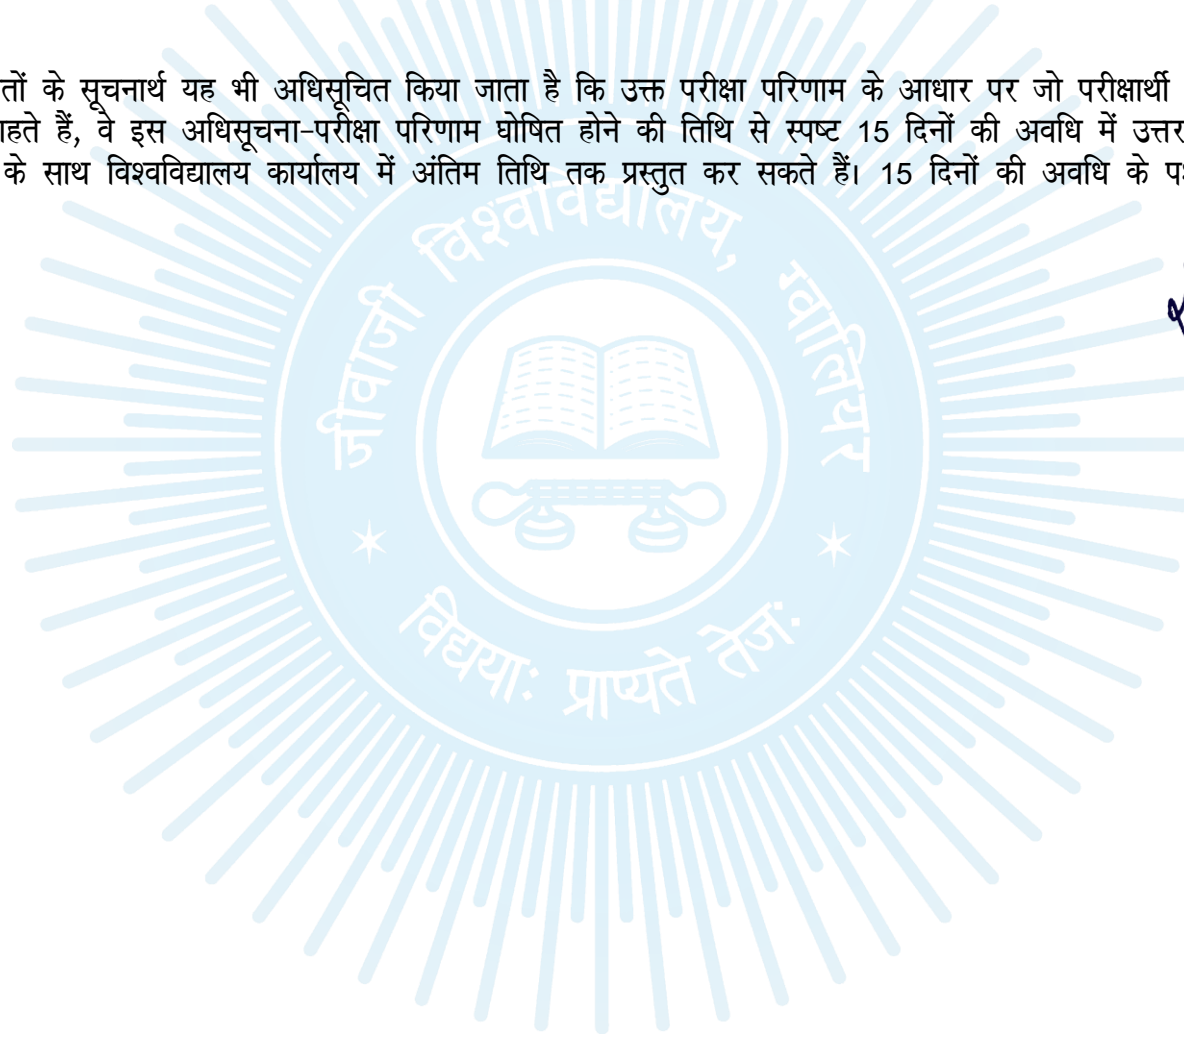 तों के सूचनार्थ यह भी अधिसूचित किया जाता है कि उक्त परीक्षा परिणाम के आधार पर जो परीक्षार्थी
ाहते हैं, वे इस अधिसूचना-परीक्षा परिणाम घोषित होने की तिथि से स्पष्ट 15 दिनों की अवधि में उत्तर
के साथ विश्वविद्यालय कार्यालय में अंतिम तिथि तक प्रस्तुत कर सकते हैं। 15 दिनों की अवधि के
जीवाजी विश्वविद्यालय, ग्वालियर
विद्यया: प्राप्यते तेज: